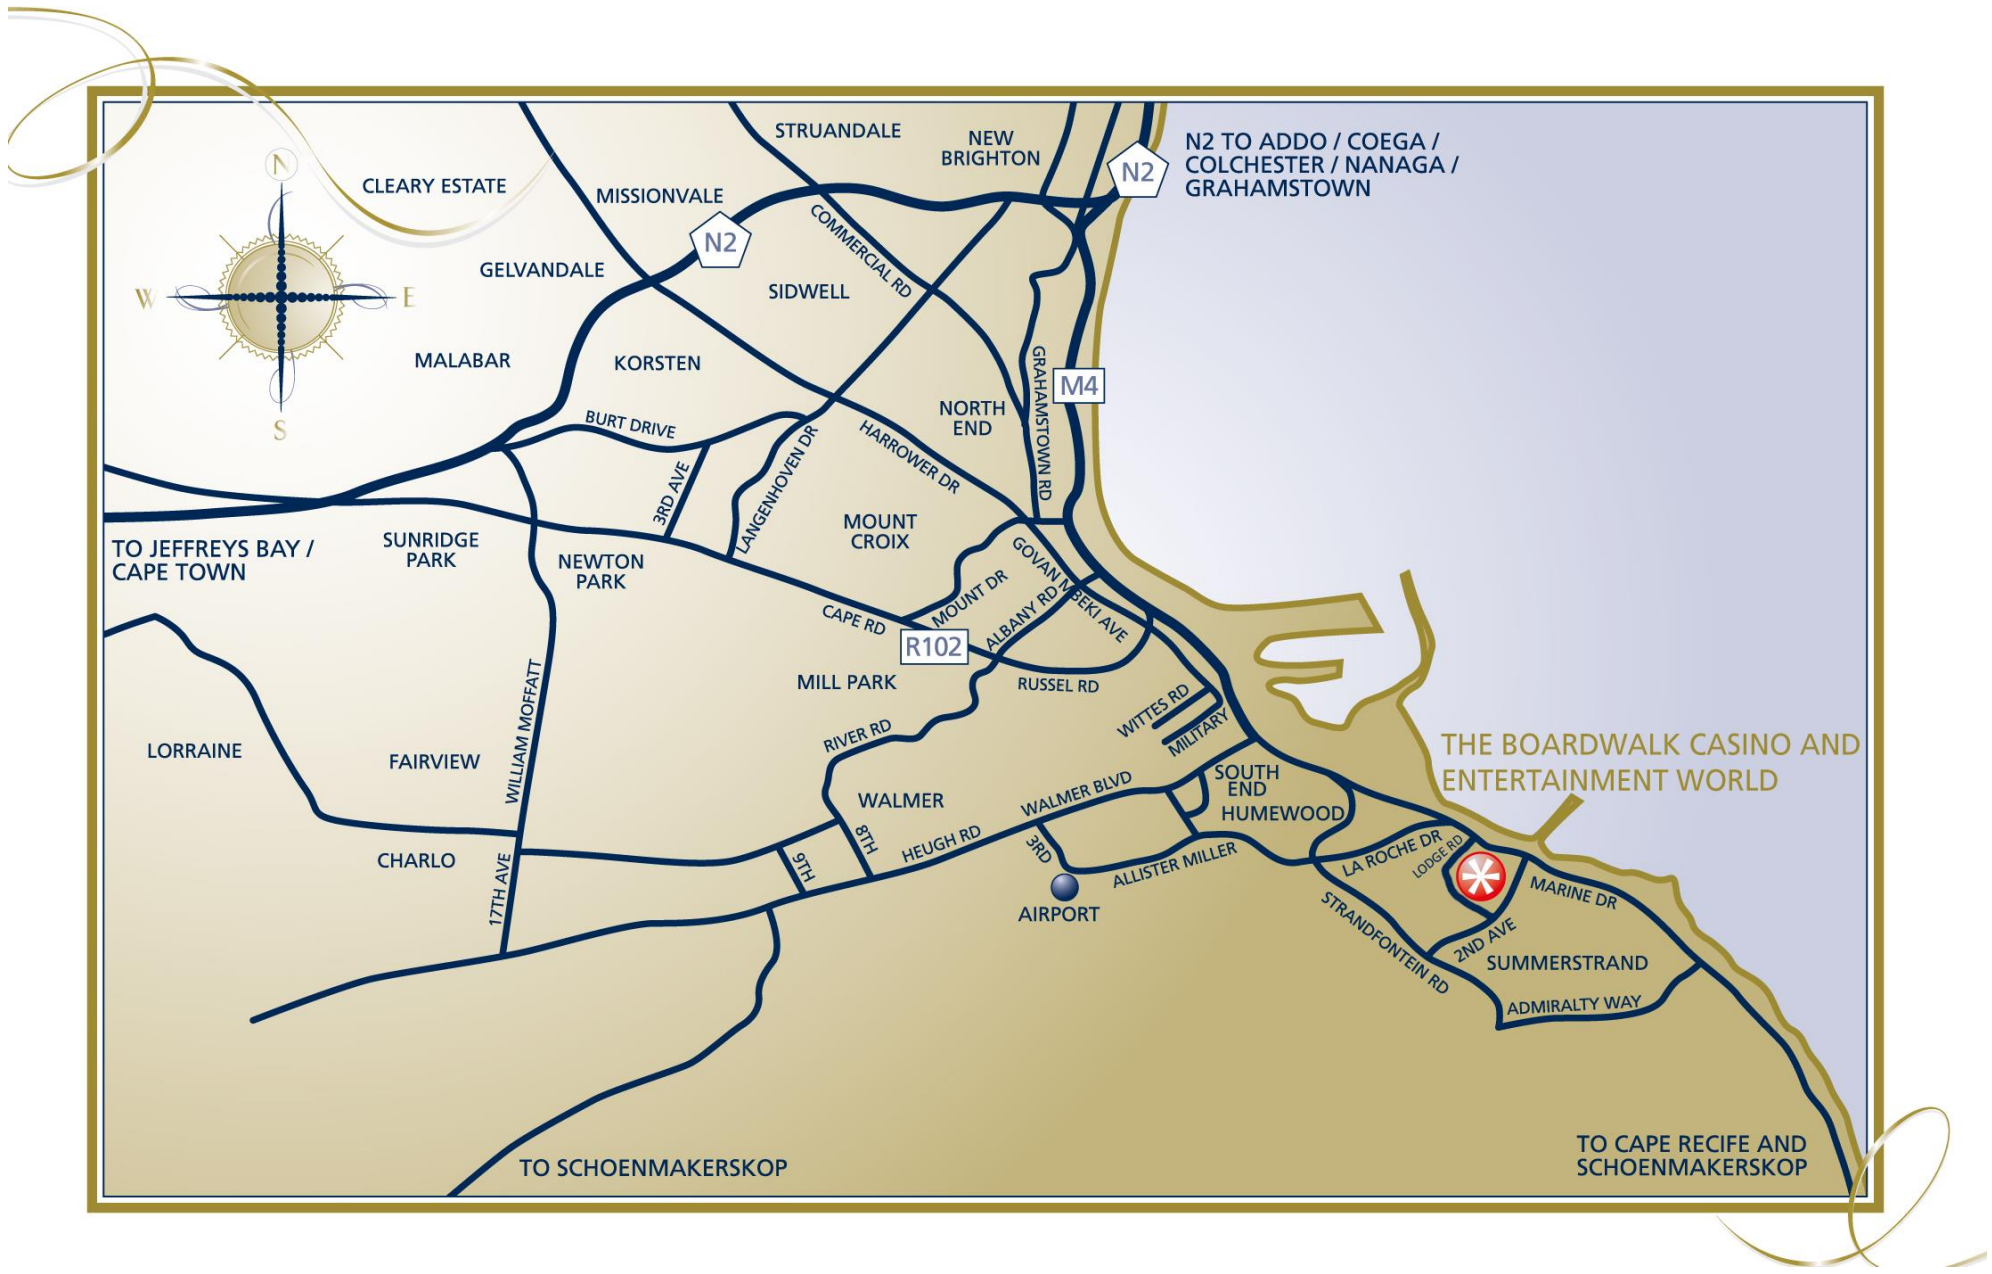 STRUANDALE
NEW
BRIGHTON
N2 TO ADDO / COEGA /
COLCHESTER / NANAGA /
GRAHAMSTOWN
N2
N
CLEARY ESTATE
MISSIONVALE
COMMERCIAL RD
N2
GELVANDALE
SIDWELL
W
E
MALABAR
KORSTEN
GRAHAMSTOWN RD
M4
S
BURT DRIVE
NORTH
END
HARROWER DR
LANGENHOVEN DR
3RD AVE
MOUNT
CROIX
TO JEFFREYS BAY /
CAPE TOWN
SUNRIDGE
PARK
NEWTON
PARK
GOVAN MBEKI AVE
MOUNT DR
ALBANY RD
CAPE RD
R102
MILL PARK
RUSSEL RD
WILLIAM MOFFATT
WITTES RD
MILITARY
RIVER RD
LORRAINE
FAIRVIEW
THE BOARDWALK CASINO AND
ENTERTAINMENT WORLD
WALMER
WALMER BLVD
SOUTH
END
HUMEWOOD
8TH
HEUGH RD
3RD
CHARLO
9TH
17TH AVE
ALLISTER MILLER
LA ROCHE DR
LODGE RD
MARINE DR
AIRPORT
STRANDFONTEIN RD
2ND AVE
SUMMERSTRAND
ADMIRALTY WAY
TO SCHOENMAKERSKOP
TO CAPE RECIFE AND
SCHOENMAKERSKOP